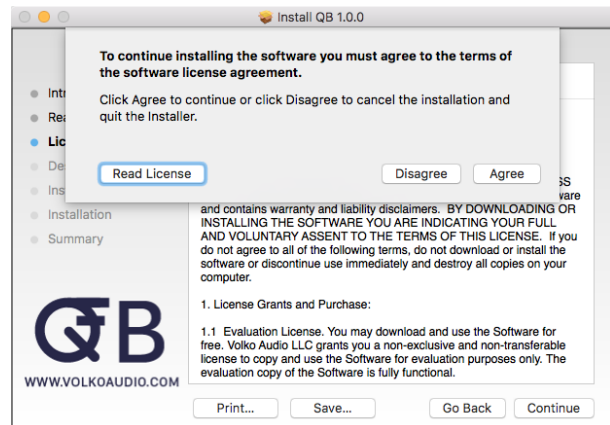 Install QB 1.0.0
To continue installing the software you must agree to the terms of
the software license agreement.
Click Agree to continue or click Disagree to cancel the installation and
quit the Installer.
Read License
Disagree
Agree
Int
Rea
Lic
De
Ins
Installation
Summary
SS
ware
and contains warranty and liability disclaimers. BY DOWNLOADING OR
INSTALLING THE SOFTWARE YOU ARE INDICATING YOUR FULL
AND VOLUNTARY ASSENT TO THE TERMS OF THIS LICENSE. If you
do not agree to all of the following terms, do not download or install the
software or discontinue use immediately and destroy all copies on your
computer.
1. License Grants and Purchase:
1.1 Evaluation License. You may download and use the Software for
free. Volko Audio LLC grants you a non-exclusive and non-transferable
license to copy and use the Software for evaluation purposes only. The
evaluation copy of the Software is fully functional.
QB
WWW.VOLKOAUDIO.COM
Print...
Save...
Go Back
Continue